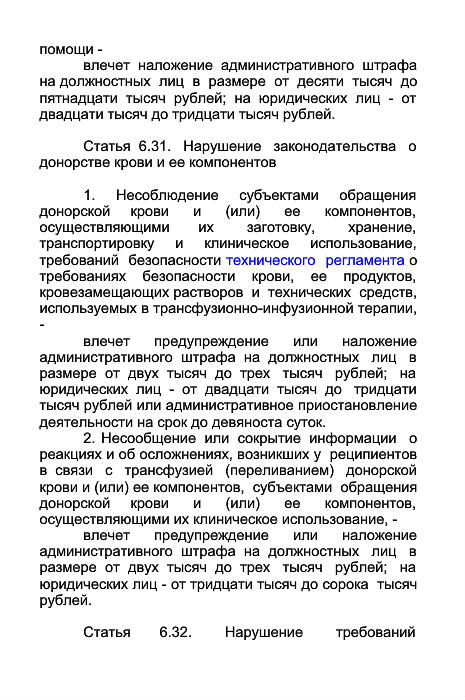 помощи -
влечет наложение административного штрафа
на должностных лиц в размере от десяти тысяч до
пятнадцати тысяч рублей; на юридических лиц - от
двадцати тысяч до тридцати тысяч рублей.
Статья 6.31. Нарушение законодательства о
донорстве крови и ее компонентов
1. Несоблюдение субъектами обращения
донорской крови и (или) ее компонентов,
осуществляющими их заготовку, хранение,
транспортировку и клиническое использование,
требований безопасности технического регламента о
требованиях безопасности крови, ее продуктов,
кровезамещающих растворов и технических средств,
используемых в трансфузионно-инфузионной терапии,
-
влечет предупреждение или наложение
административного штрафа на должностных лиц в
размере от двух тысяч до трех тысяч рублей; на
юридических лиц - от двадцати тысяч до тридцати
тысяч рублей или административное приостановление
деятельности на срок до девяноста суток.
2. Несообщение или сокрытие информации о
реакциях и об осложнениях, возникших у реципиентов
в связи с трансфузией (переливанием) донорской
крови и (или) ее компонентов, субъектами обращения
донорской крови и (или) ее компонентов,
осуществляющими их клиническое использование, -
влечет предупреждение или наложение
административного штрафа на должностных лиц в
размере от двух тысяч до трех тысяч рублей; на
юридических лиц - от тридцати тысяч до сорока тысяч
рублей.
Статья 6.32. Нарушение требований